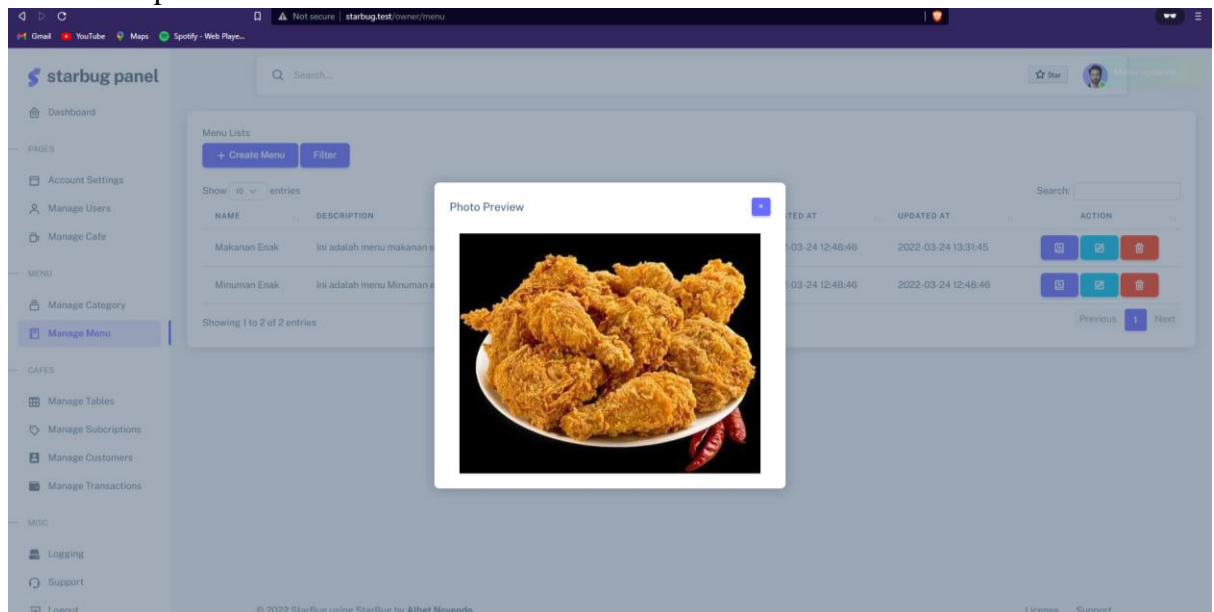 Not secure | starbug.test/owner/menu
Gmail YouTube Maps Spotify - Web Playe...
starbug panel
Search...
Star
Dashboard
PAGES
Account Settings
Manage Users
Manage Cafe
MENU
Manage Category
Manage Menu
CAFES
Manage Tables
Manage Subcriptions
Manage Customers
Manage Transactions
MISC
Logging
Support
Logout
Menu Lists
+ Create Menu Filter
Show 10 entries
Search:
NAME DESCRIPTION TED AT UPDATED AT ACTION
Makanan Enak Ini adalah menu makanan e -03-24 12:48:46 2022-03-24 13:31:45
Minuman Enak Ini adalah menu Minuman e -03-24 12:48:46 2022-03-24 12:48:46
Showing 1 to 2 of 2 entries
Previous 1 Next
Photo Preview
© 2022 StarBug using StarBug by Albet Novendo
License Support